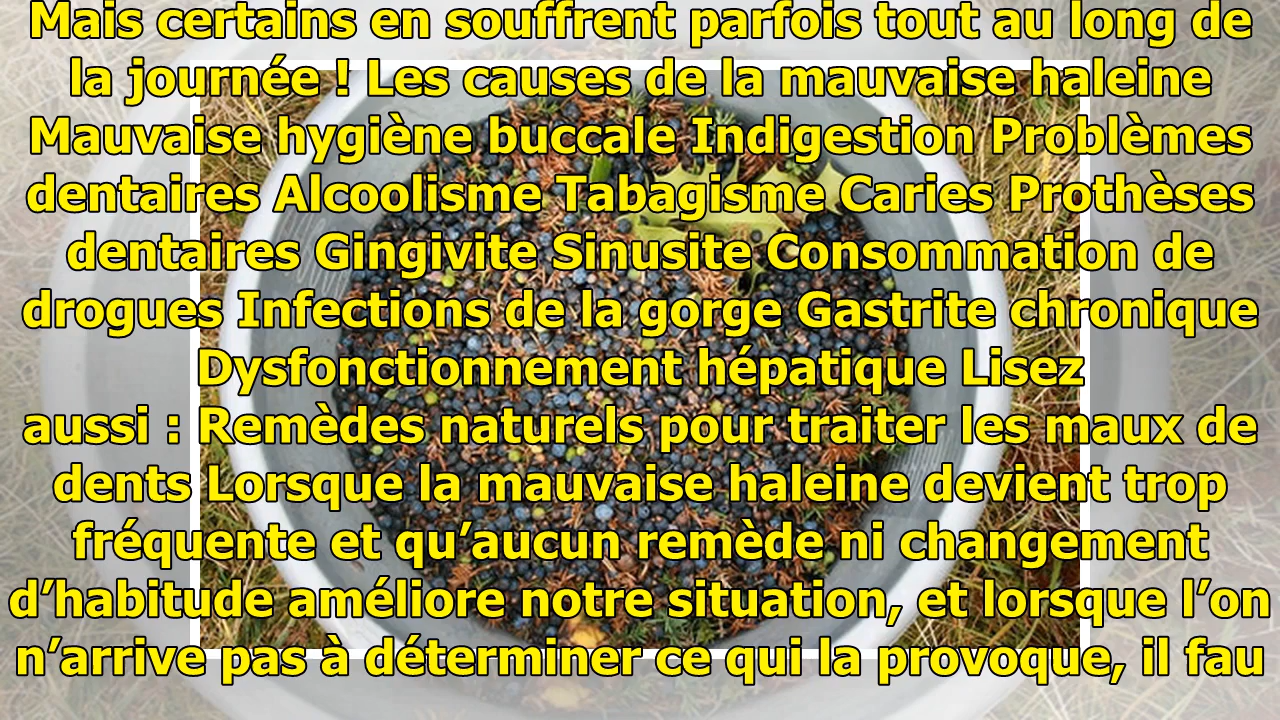 Mais certains en souffrent parfois tout au long de
la journée ! Les causes de la mauvaise haleine
Mauvaise hygiène buccale Indigestion Problèmes
dentaires Alcoolisme Tabagisme Caries Prothèses
dentaires Gingivite Sinusite Consommation de
drogues Infections de la gorge Gastrite chronique
Dysfonctionnement hépatique Lisez
aussi : Remèdes naturels pour traiter les maux de
dents Lorsque la mauvaise haleine devient trop
fréquente et qu’aucun remède ni changement
d’habitude améliore notre situation, et lorsque l’on
n’arrive pas à déterminer ce qui la provoque, il fau